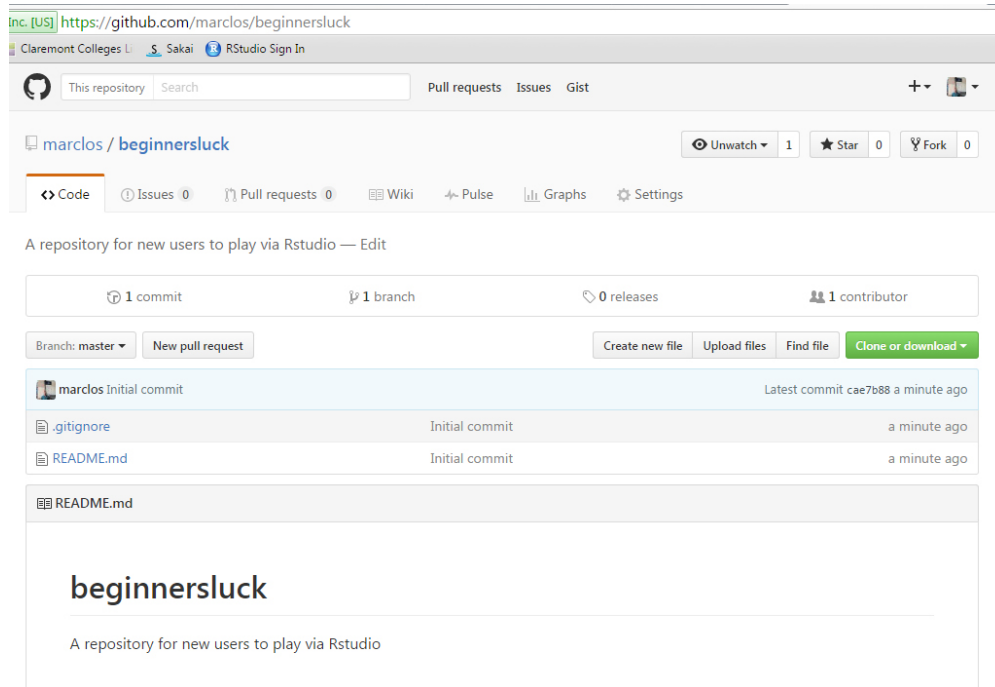 Inc. [US] https://github.com/marclos/beginnersluck
Claremont Colleges Li S Sakai R RStudio Sign In
This repository Search Pull requests Issues Gist
marclos / beginnersluck Unwatch 1 Star 0 Fork 0
Code Issues 0 Pull requests 0 Wiki Pulse Graphs Settings
A repository for new users to play via Rstudio — Edit
1 commit 1 branch 0 releases 1 contributor
Branch: master New pull request Create new file Upload files Find file Clone or download
marclos Initial commit Latest commit cae7b88 a minute ago
.gitignore Initial commit a minute ago
README.md Initial commit a minute ago
README.md
beginnersluck
A repository for new users to play via Rstudio